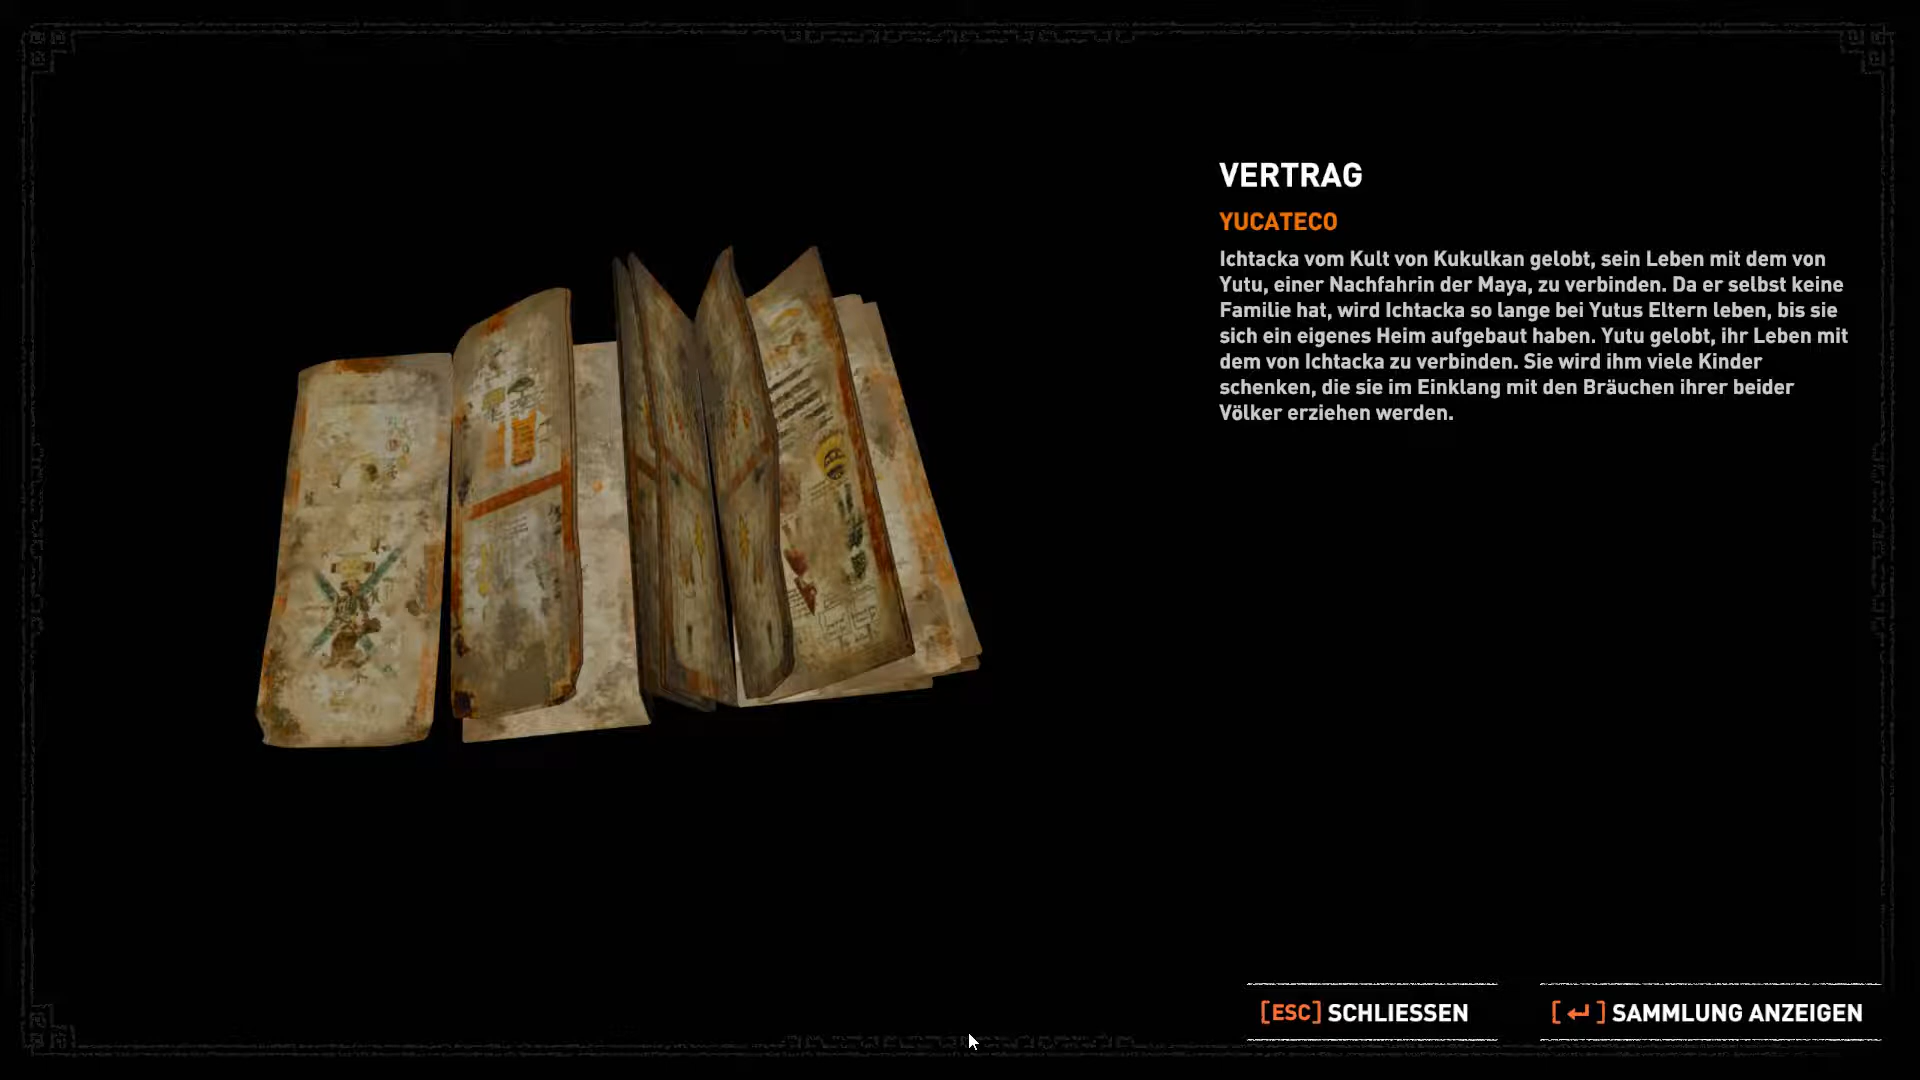 VERTRAG
YUCATECO
Ichtacka vom Kult von Kukulkan gelobt, sein Leben mit dem von
Yutu, einer Nachfahrin der Maya, zu verbinden. Da er selbst keine
Familie hat, wird Ichtacka so lange bei Yutus Eltern leben, bis sie
sich ein eigenes Heim aufgebaut haben. Yutu gelobt, ihr Leben mit
dem von Ichtacka zu verbinden. Sie wird ihm viele Kinder
schenken, die sie im Einklang mit den Bräuchen ihrer beider
Völker erziehen werden.
[ESC] SCHLIESSEN
[↵] SAMMLUNG ANZEIGEN